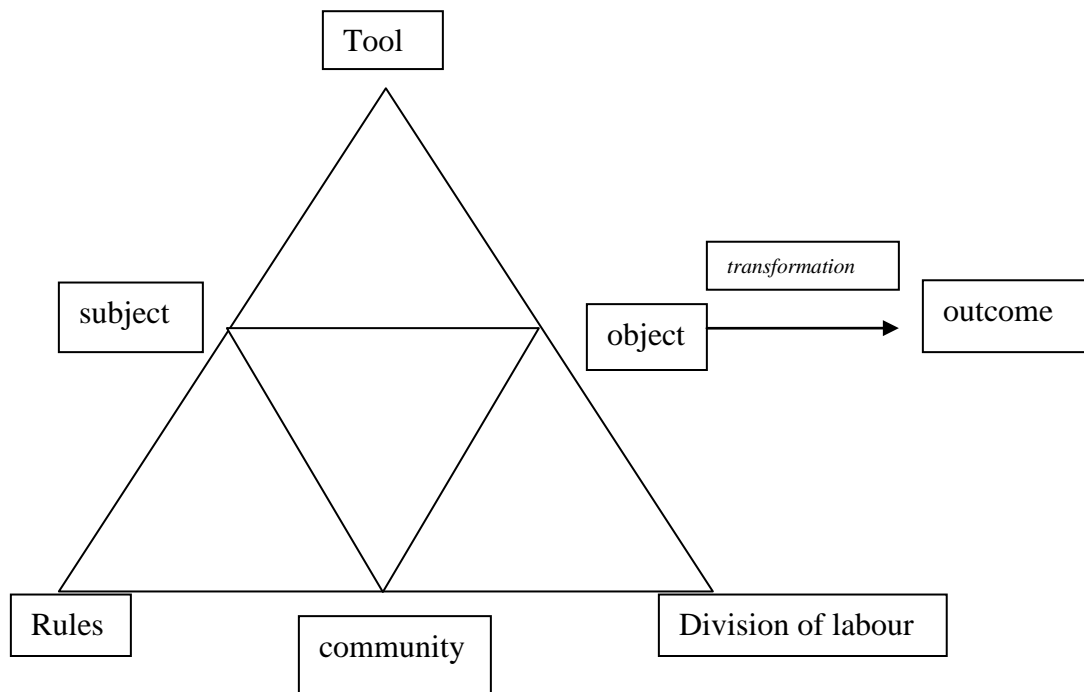 Tool
transformation
subject
object
outcome
Rules
community
Division of labour